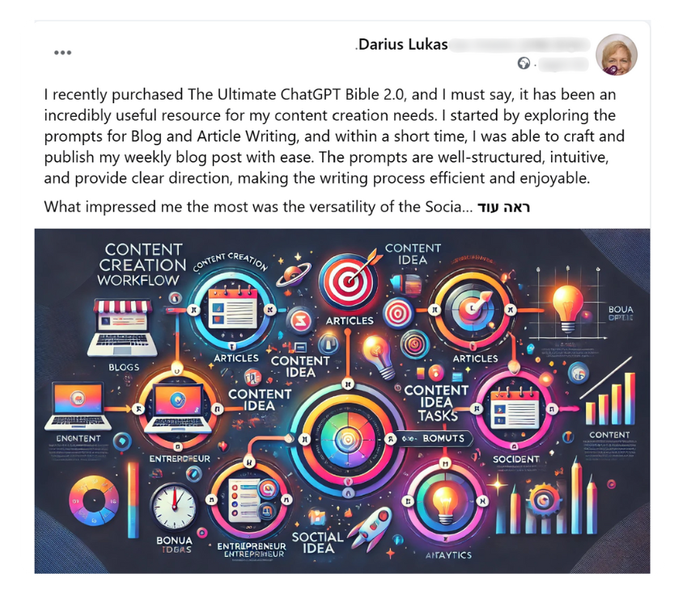 .Darius Lukas
I recently purchased The Ultimate ChatGPT Bible 2.0, and I must say, it has been an
incredibly useful resource for my content creation needs. I started by exploring the
prompts for Blog and Article Writing, and within a short time, I was able to craft and
publish my weekly blog post with ease. The prompts are well-structured, intuitive,
and provide clear direction, making the writing process efficient and enjoyable.
What impressed me the most was the versatility of the Socia... ראה עוד
CONTENT
CREATION
WORKFLOW
CONTENT CREATION
CONTENT
IDEA
ARTICLES
BLOGS
ARTICLES
CONTENT
IDEA
ARTICLES
BOUA
CONTENT
IDEA
CONTENT
IDEA
TASKS
BOMUTS
ENONTENT
ENTREPREUR
SOCIDENT
CONTENT
BONUA
ENTREPRENEUR
SOCTIAL
IDEA
AITAYTICS